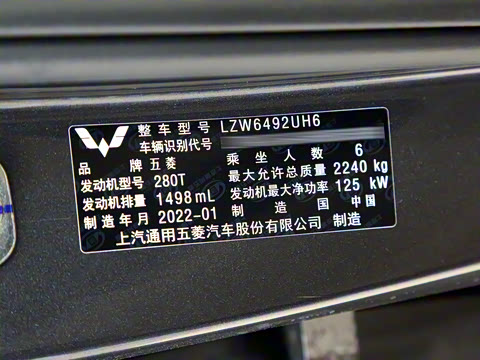 整车型号 LZW6492UH6
车辆识别代号
品牌 五菱 乘坐人数 6
发动机型号 280T 最大允许总质量 2240 kg
发动机排量 1498 mL 发动机最大净功率 125 kW
制造年月 2022-01 制造国 中国
上汽通用五菱汽车股份有限公司 制造